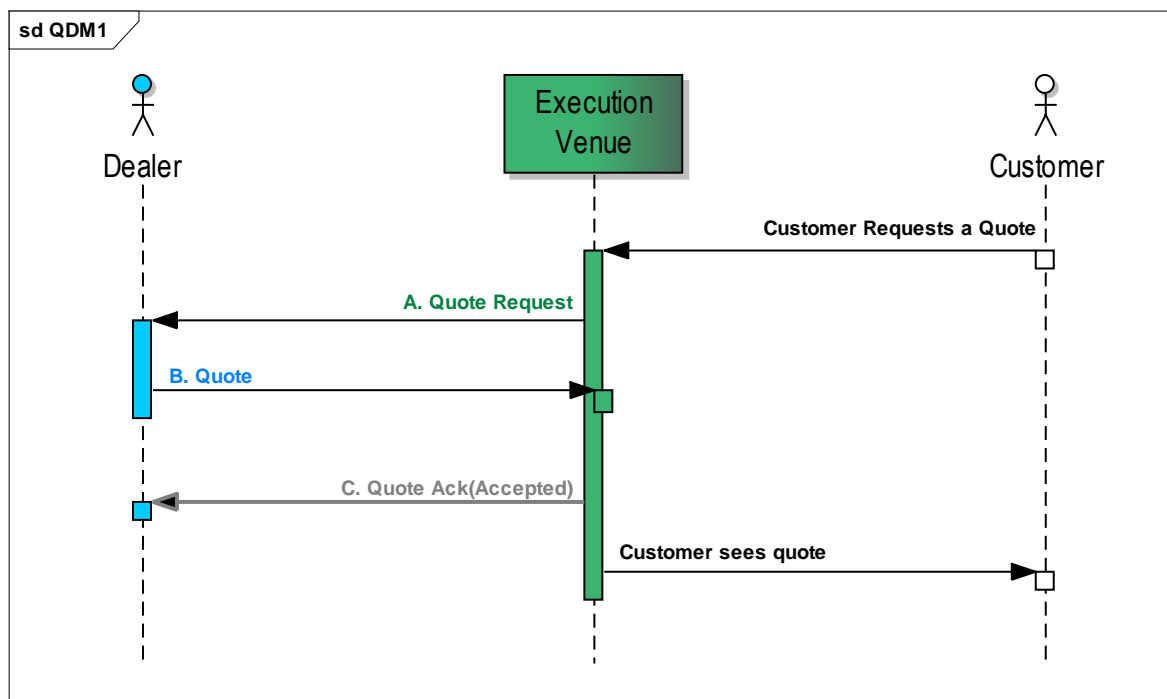 sd QDM1
Execution
Venue
Dealer
Customer
Customer Requests a Quote
A. Quote Request
B. Quote
C. Quote Ack(Accepted)
Customer sees quote